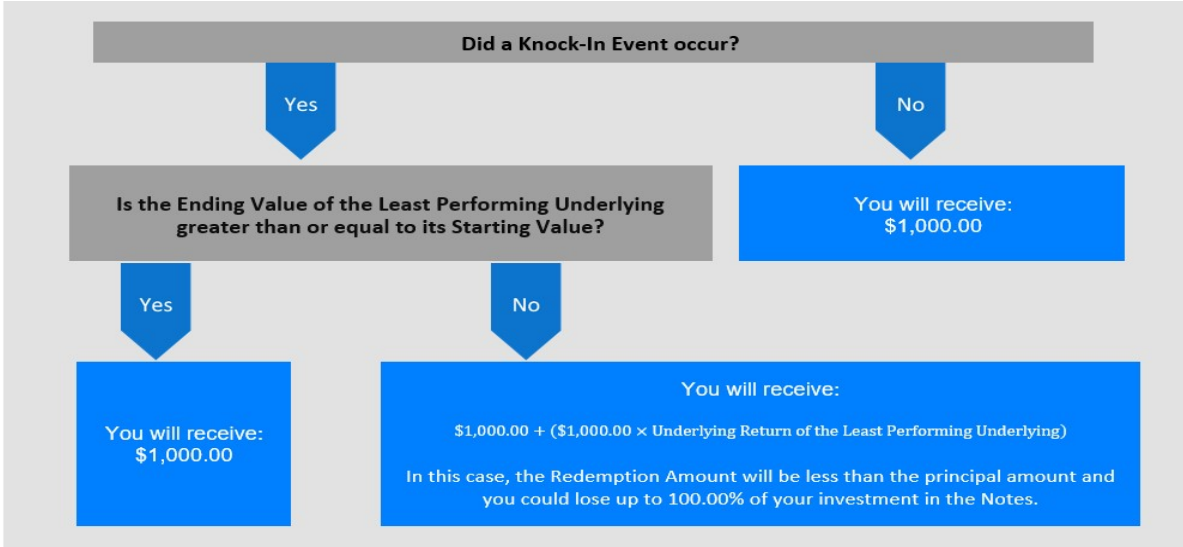 Did a Knock-In Event occur?
Yes
No
Is the Ending Value of the Least Performing Underlying
greater than or equal to its Starting Value?
You will receive:
$1,000.00
Yes
No
You will receive:
$1,000.00
You will receive:
$1,000.00 + ($1,000.00 × Underlying Return of the Least Performing Underlying)
In this case, the Redemption Amount will be less than the principal amount and
you could lose up to 100.00% of your investment in the Notes.